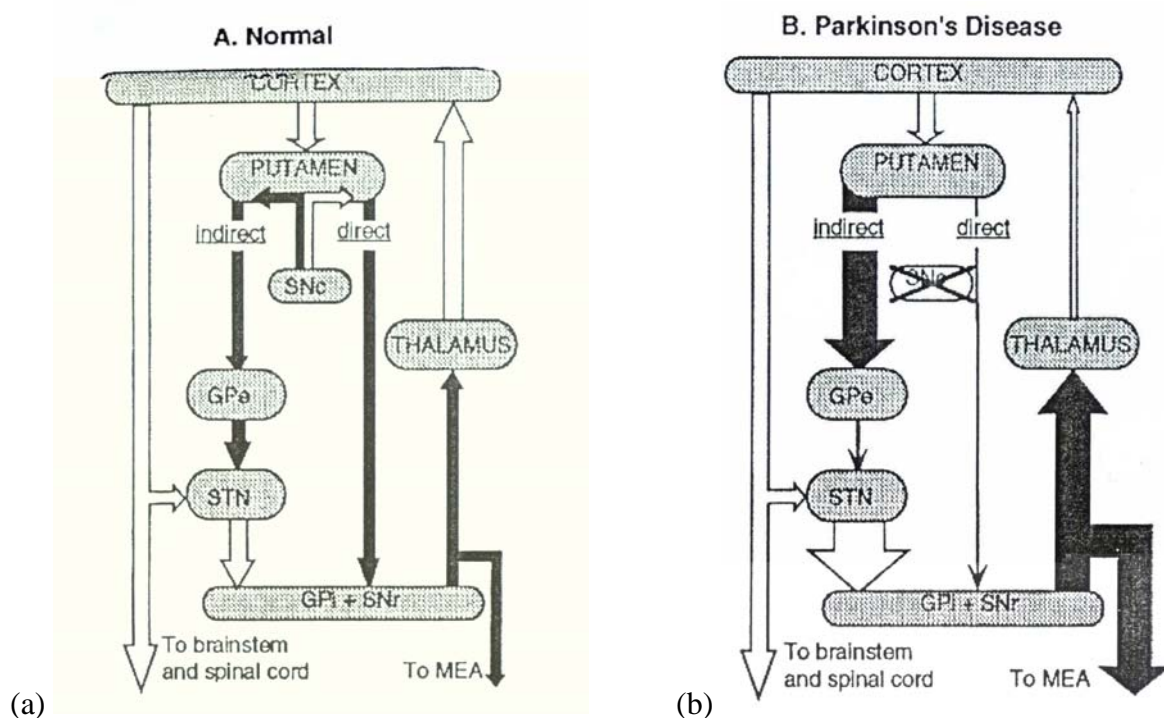 A. Normal
CORTEX
PUTAMEN
indirect
direct
SNc
THALAMUS
GPe
STN
GPi + SNr
To brainstem
and spinal cord
To MEA
(a)
B. Parkinson's Disease
CORTEX
PUTAMEN
indirect
direct
SNc
THALAMUS
GPe
STN
GPi + SNr
To brainstem
and spinal cord
To MEA
(b)